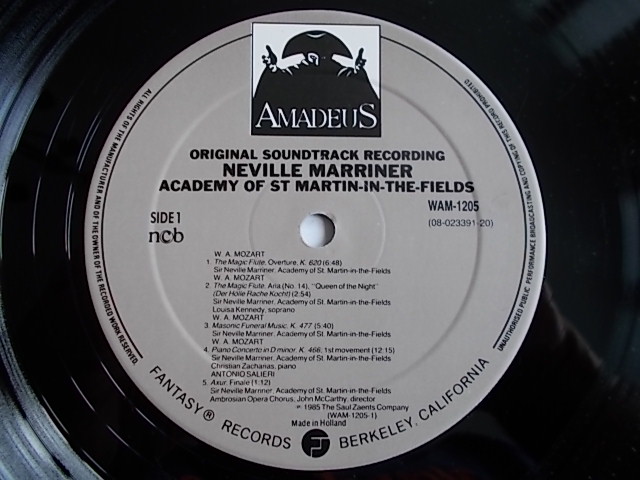 AMADEUS
ORIGINAL SOUNDTRACK RECORDING
NEVILLE MARRINER
ACADEMY OF ST MARTIN-IN-THE-FIELDS
WAM-1205
(08-023391-20)
SIDE 1
ncb
W. A. MOZART
1. The Magic Flute, Overture, K. 620 (6:48)
Sir Neville Marriner, Academy of St. Martin-in-the-Fields
W. A. MOZART
2. The Magic Flute, Aria (No. 14), "Queen of the Night"
(Der Hölle Rache Kocht) (2:54)
Sir Neville Marriner, Academy of St. Martin-in-the-Fields
Louisa Kennedy, soprano
W. A. MOZART
3. Masonic Funeral Music, K. 477 (5:40)
Sir Neville Marriner, Academy of St. Martin-in-the-Fields
W. A. MOZART
4. Piano Concerto in D minor, K. 466, 1st movement (12:15)
Sir Neville Marriner, Academy of St. Martin-in-the-Fields
Christian Zacharias, piano
ANTONIO SALIERI
5. Axur, Finale (1:12)
Sir Neville Marriner, Academy of St. Martin-in-the-Fields
Ambrosian Opera Chorus, John McCarthy, director
℗ 1985 The Saul Zaents Company
(WAM-1205-1)
Made in Holland
FANTASY® RECORDS BERKELEY, CALIFORNIA
ALL RIGHTS OF THE MANUFACTURER AND OF THE OWNER OF THE RECORDED WORK RESERVED.
UNAUTHORISED PUBLIC PERFORMANCE BROADCASTING AND COPYING OF THIS RECORD PROHIBITED